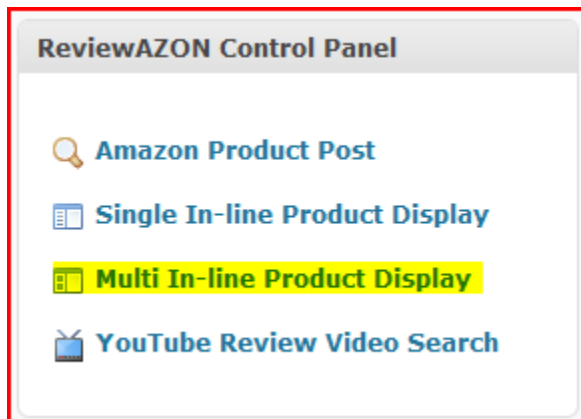 ReviewAZON Control Panel
Amazon Product Post
Single In-line Product Display
Multi In-line Product Display
YouTube Review Video Search